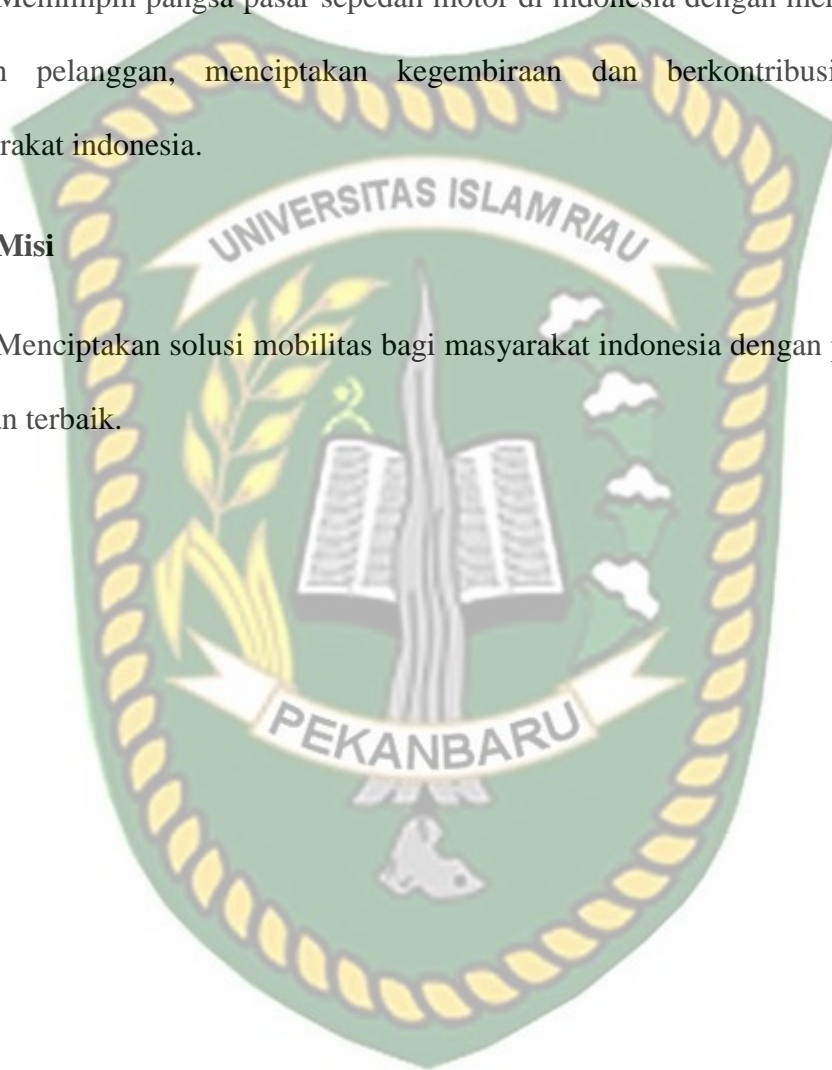 Memimpin pangsa pasar sepedah motor di indonesia dengan
pelanggan, menciptakan kegembiraan dan berkontribusi
rakat indonesia.
UNIVERSITAS ISLAM RIAU
Misi
Menciptakan solusi mobilitas bagi masyarakat indonesia dengan
an terbaik.
PEKANBARU